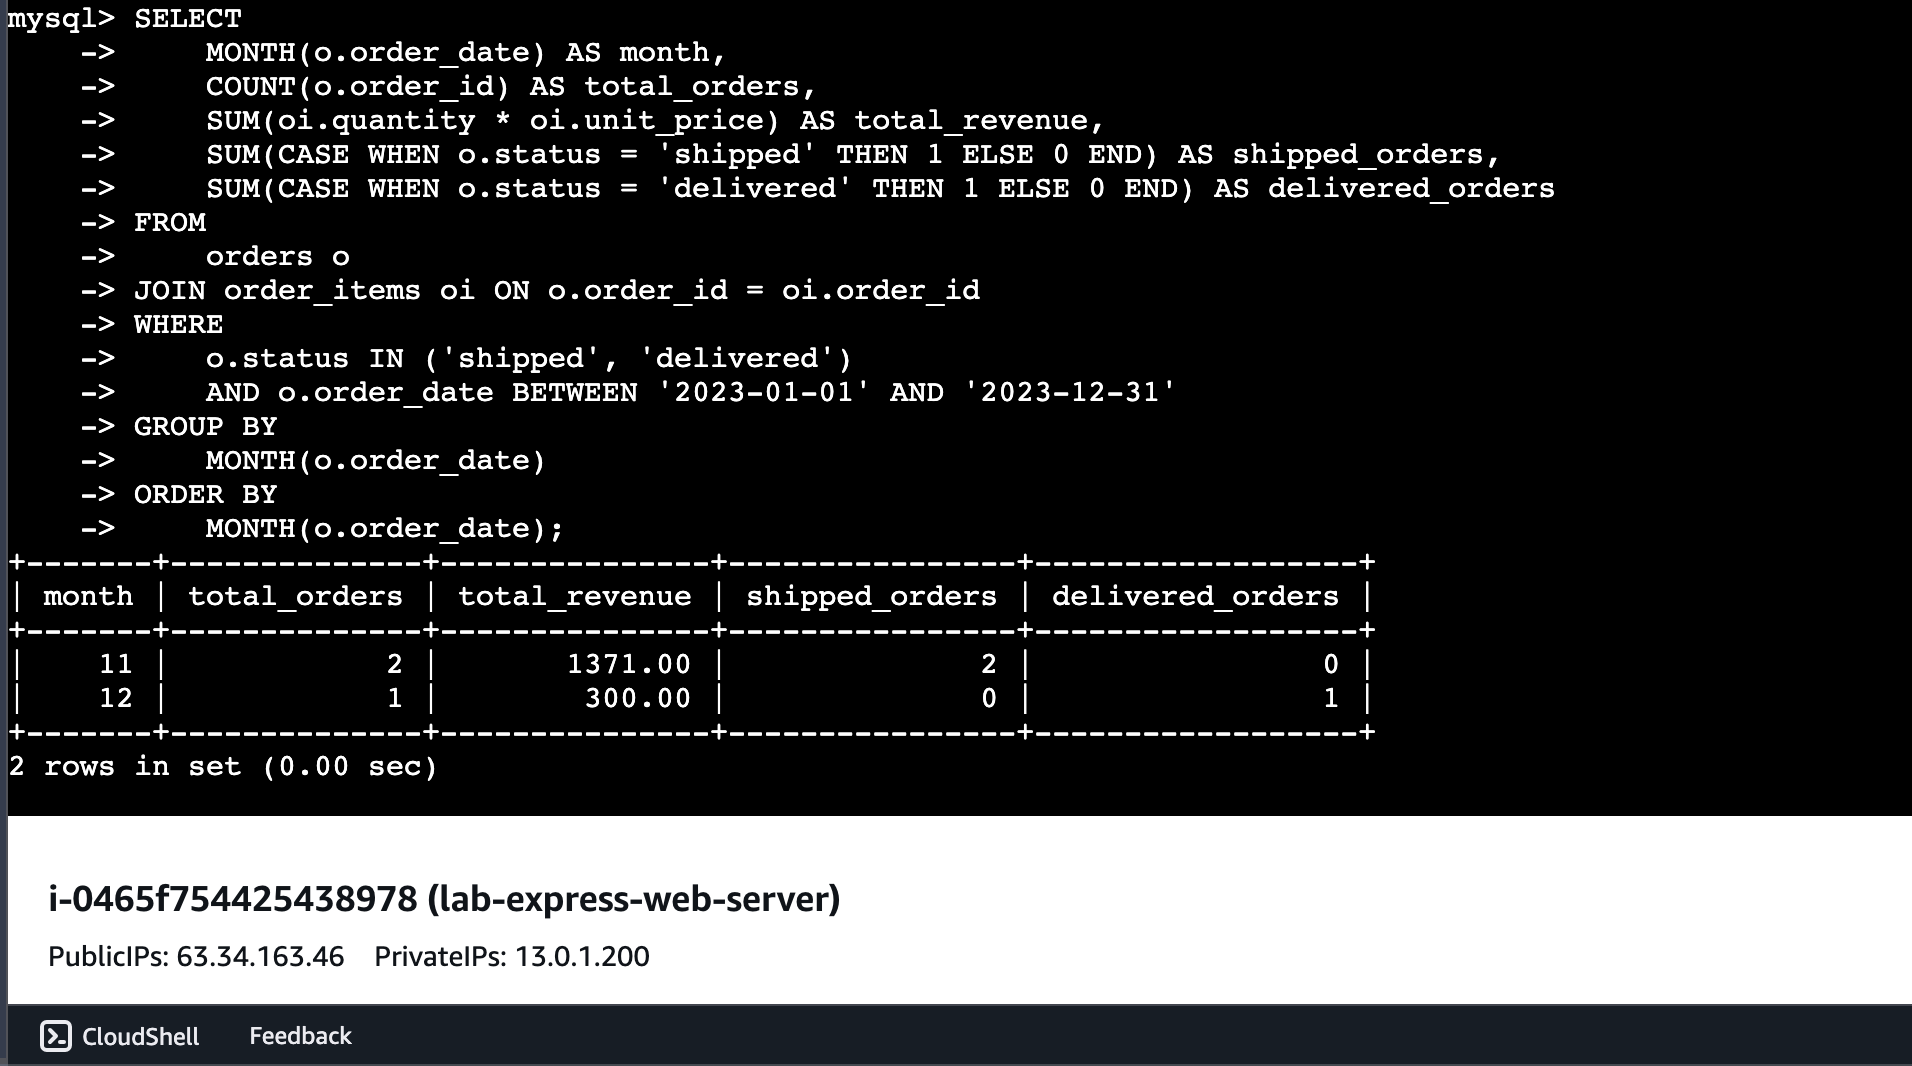 mysql> SELECT
    ->     MONTH(o.order_date) AS month,
    ->     COUNT(o.order_id) AS total_orders,
    ->     SUM(oi.quantity * oi.unit_price) AS total_revenue,
    ->     SUM(CASE WHEN o.status = 'shipped' THEN 1 ELSE 0 END) AS shipped_orders,
    ->     SUM(CASE WHEN o.status = 'delivered' THEN 1 ELSE 0 END) AS delivered_orders
    -> FROM
    ->     orders o
    -> JOIN order_items oi ON o.order_id = oi.order_id
    -> WHERE
    ->     o.status IN ('shipped', 'delivered')
    ->     AND o.order_date BETWEEN '2023-01-01' AND '2023-12-31'
    -> GROUP BY
    ->     MONTH(o.order_date)
    -> ORDER BY
    ->     MONTH(o.order_date);
+-------+--------------+---------------+----------------+------------------+
| month | total_orders | total_revenue | shipped_orders | delivered_orders |
+-------+--------------+---------------+----------------+------------------+
|    11 |            2 |       1371.00 |              2 |                0 |
|    12 |            1 |        300.00 |              0 |                1 |
+-------+--------------+---------------+----------------+------------------+
2 rows in set (0.00 sec)
i-0465f754425438978 (lab-express-web-server)
PublicIPs: 63.34.163.46 PrivateIPs: 13.0.1.200
CloudShell Feedback